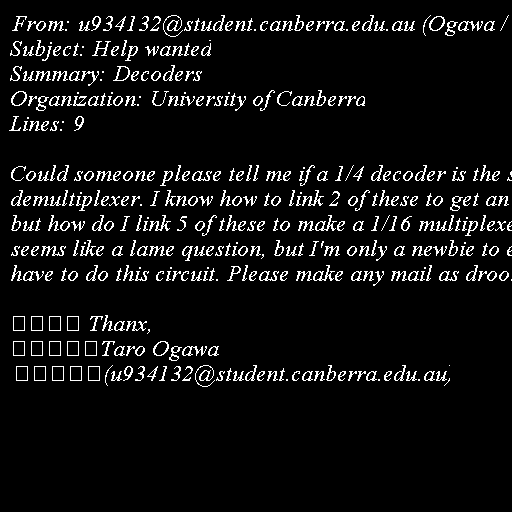 From: u934132@student.canberra.edu.au (Ogawa /
Subject: Help wanted
Summary: Decoders
Organization: University of Canberra
Lines: 9

Could someone please tell me if a 1/4 decoder is the
demultiplexer. I know how to link 2 of these to get an
but how do I link 5 of these to make a 1/16
seems like a lame question, but I'm only a newbie to
have to do this circuit. Please make any mail as

Thanx,
Taro Ogawa
(u934132@student.canberra.edu.au)